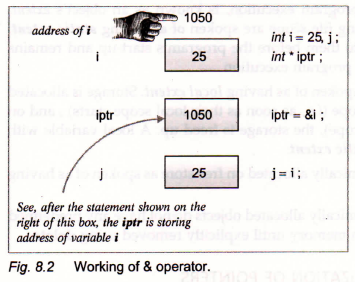 1050
address of i
int i = 25, j ;
int * iptr ;
i 25
iptr 1050 iptr = &i ;
j 25 j = i ;
See, after the statement shown on the
right of this box, the iptr is storing
address of variable i
Fig. 8.2 Working of & operator.